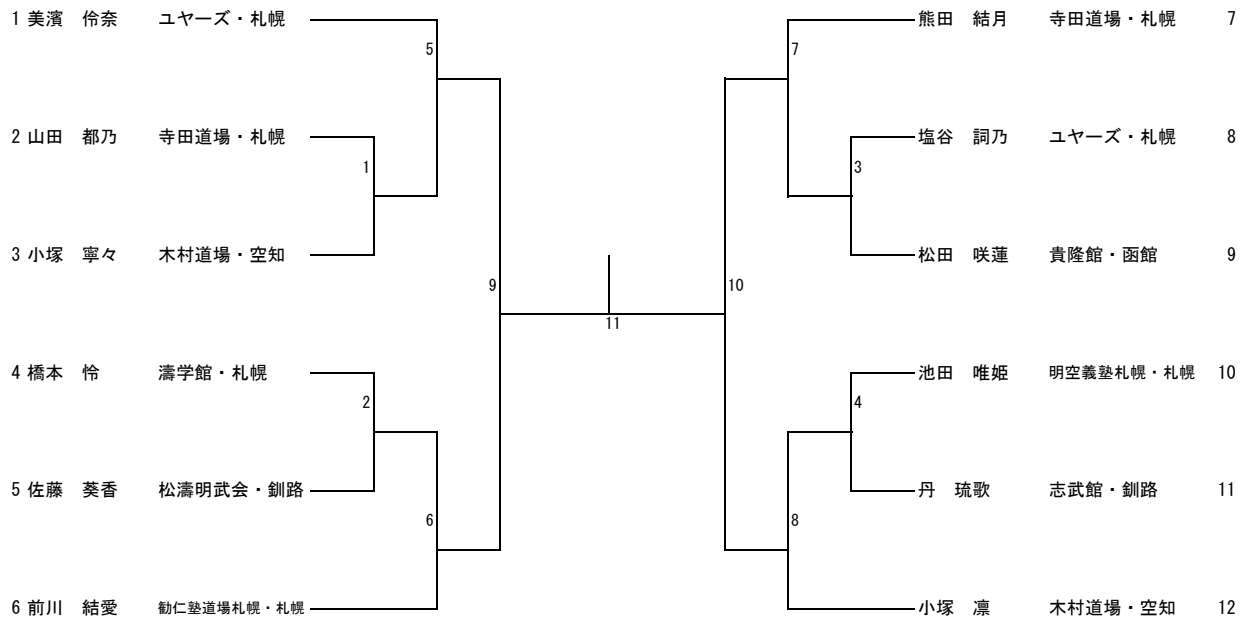 1 美濱　伶奈　ユヤーズ・札幌
5
2 山田　都乃　寺田道場・札幌
1
3 小塚　寧々　木村道場・空知
9
4 橋本　怜　濤学館・札幌
2
5 佐藤　葵香　松濤明武会・釧路
6
6 前川　結愛　勧仁塾道場札幌・札幌
11
熊田　結月　寺田道場・札幌　7
7
塩谷　詞乃　ユヤーズ・札幌　8
3
松田　咲蓮　貴隆館・函館　9
10
池田　唯姫　明空義塾札幌・札幌　10
4
丹　琉歌　志武館・釧路　11
8
小塚　凛　木村道場・空知　12